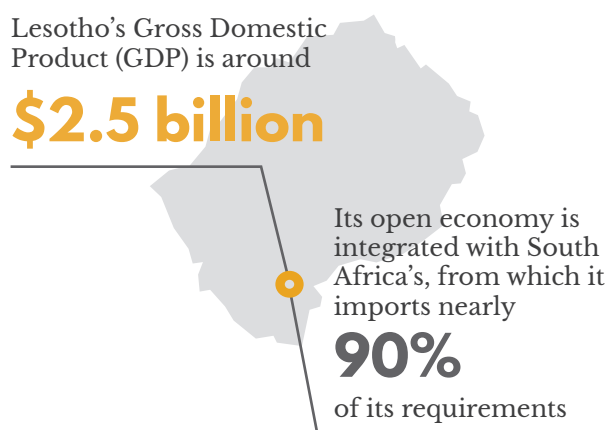 Lesotho’s Gross Domestic
Product (GDP) is around
$2.5 billion
Its open economy is
integrated with South
Africa’s, from which it
imports nearly
90%
of its requirements